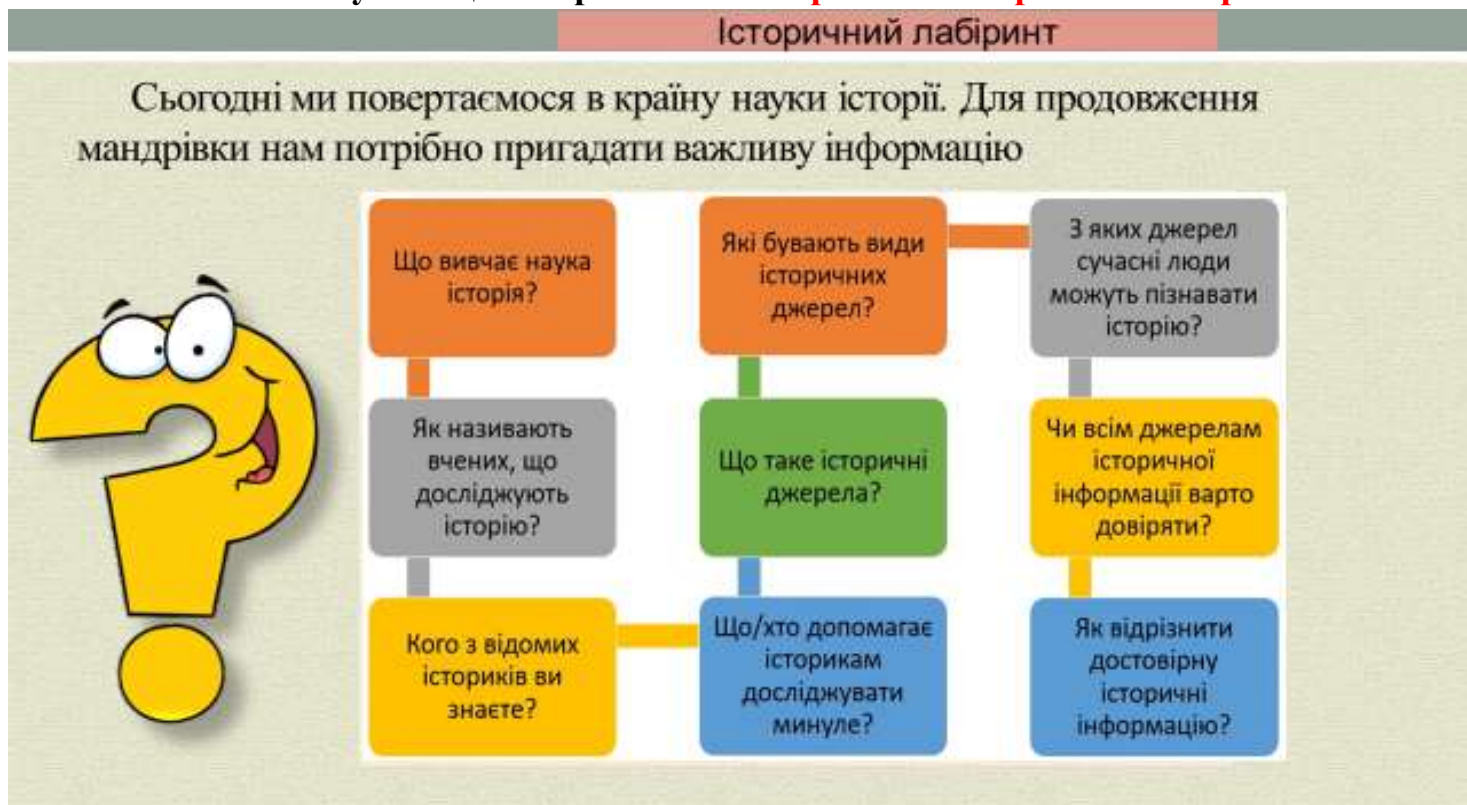 Історичний лабіринт
Сьогодні ми повертаємося в країну науки історії. Для продовження
мандрівки нам потрібно пригадати важливу інформацію
Що вивчає наука
історія?
Як називають
вчених, що
досліджують
історію?
Кого з відомих
істориків ви
знаєте?
Що/хто допомагає
історикам
досліджувати
минуле?
Що таке історичні
джерела?
Які бувають види
історичних
джерел?
З яких джерел
сучасні люди
можуть пізнавати
історію?
Чи всім джерелам
історичної
інформації варто
довіряти?
Як відрізнити
достовірну
історичні
інформацію?